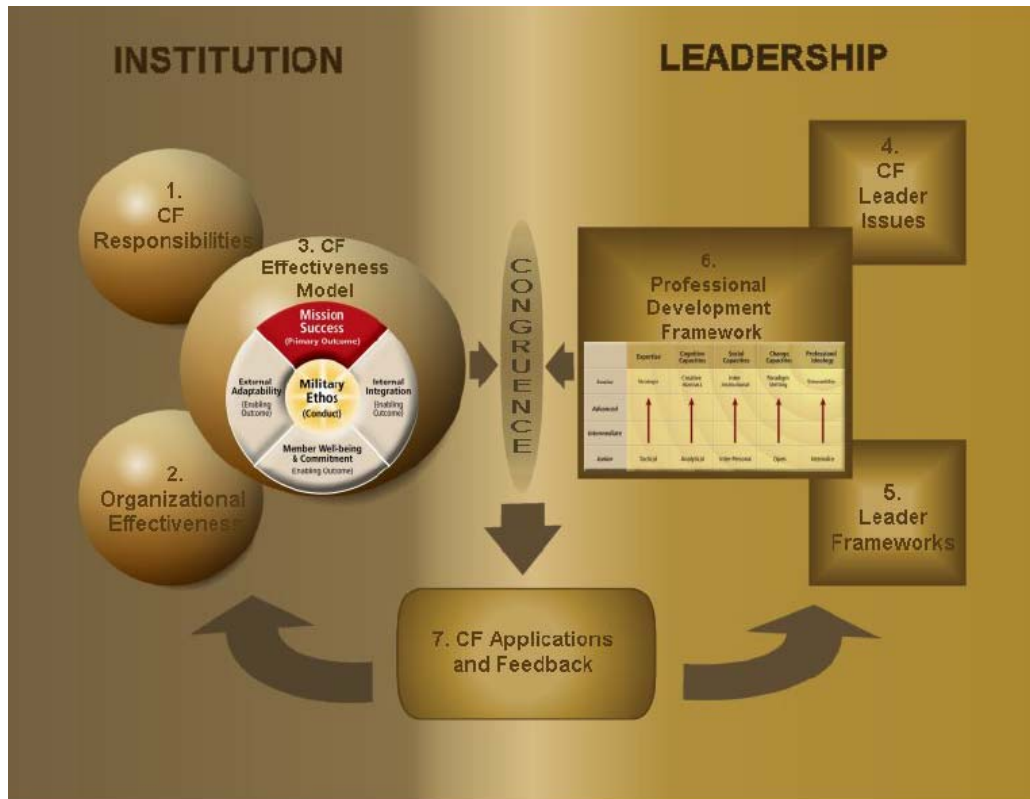 INSTITUTION
LEADERSHIP
1.
CF
Responsibilities
3. CF
Effectiveness
Model
Mission
Success
(Primary Outcome)
External
Adaptability
(Enabling
Outcome)
Military
Ethos
(Conduct)
Internal
Integration
(Enabling
Outcome)
Member Well-being
& Commitment
(Enabling Outcome)
2.
Organizational
Effectiveness
CONGRUENCE
4.
CF
Leader
Issues
6.
Professional
Development
Framework
Expertise
Cognitive
Capacities
Social
Capacities
Change
Capacities
Professional
Ideology
Senior
Strategic
Creative
Abstract
Inter
Institutional
Paradigm
Shifting
Stewardship
Advanced
Intermediate
Junior
Tactical
Analytical
Inter-Personal
Open
Internalize
5.
Leader
Frameworks
7. CF Applications
and Feedback